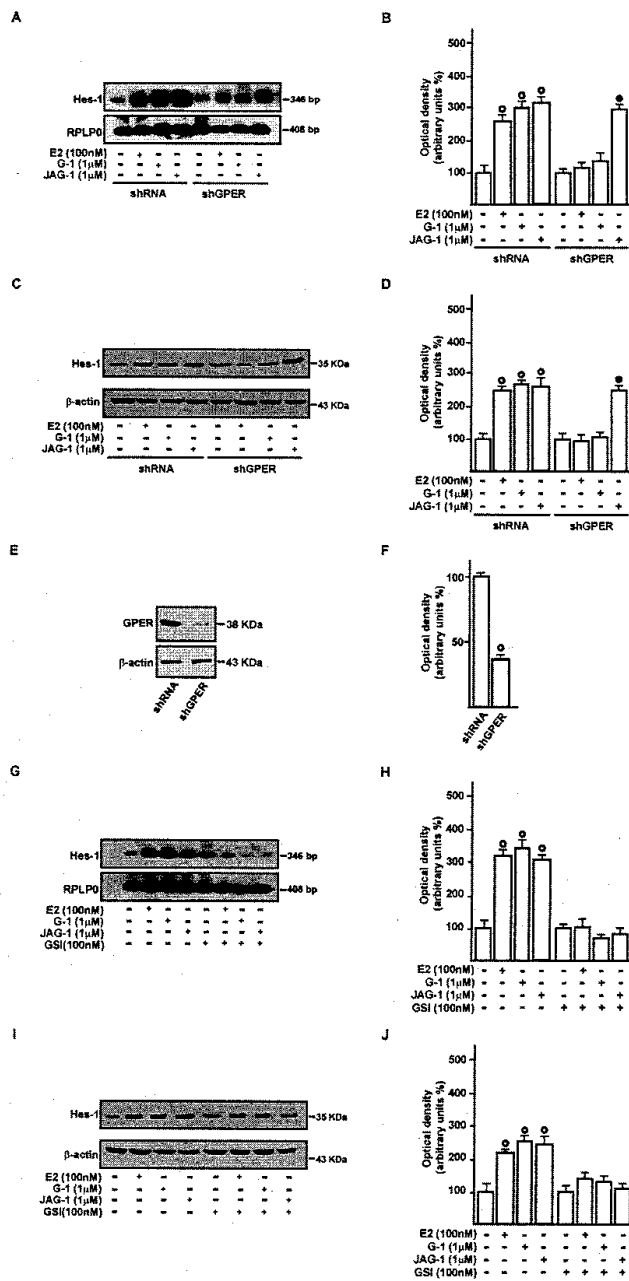 A
Hes-1
346 bp
RPLP0
408 bp
E2 (100nM) - + - - - + - -
G-1 (1μM) - - + - - - + -
JAG-1 (1μM) - - - + - - - +
shRNA shGPER
B
Optical density
(arbitrary units %)
500
400
300
200
100
E2 (100nM) - + - - - + - -
G-1 (1μM) - - + - - - + -
JAG-1 (1μM) - - - + - - - +
shRNA shGPER
C
Hes-1
35 KDa
β-actin
43 KDa
E2 (100nM) - + - - - + - -
G-1 (1μM) - - + - - - + -
JAG-1 (1μM) - - - + - - - +
shRNA shGPER
D
Optical density
(arbitrary units %)
500
400
300
200
100
E2 (100nM) - + - - - + - -
G-1 (1μM) - - + - - - + -
JAG-1 (1μM) - - - + - - - +
shRNA shGPER
E
GPER
38 KDa
β-actin
43 KDa
shRNA
shGPER
F
Optical density
(arbitrary units %)
100
50
shRNA
shGPER
G
Hes-1
346 bp
RPLP0
408 bp
E2 (100nM) - + - - - + - -
G-1 (1μM) - - + - - - + -
JAG-1 (1μM) - - - + - - - +
GSI(100nM) - - - - + + + +
H
Optical density
(arbitrary units %)
500
400
300
200
100
E2 (100nM) - + - - - + - -
G-1 (1μM) - - + - - - + -
JAG-1 (1μM) - - - + - - - +
GSI (100nM) - - - - + + + +
I
Hes-1
35 KDa
β-actin
43 KDa
E2 (100nM) - + - - - + - -
G-1 (1μM) - - + - - - + -
JAG-1 (1μM) - - - + - - - +
GSI(100nM) - - - - + + + +
J
Optical density
(arbitrary units %)
500
400
300
200
100
E2 (100nM) - + - - - + - -
G-1 (1μM) - - + - - - + -
JAG-1 (1μM) - - - + - - - +
GSI (100nM) - - - - + + + +